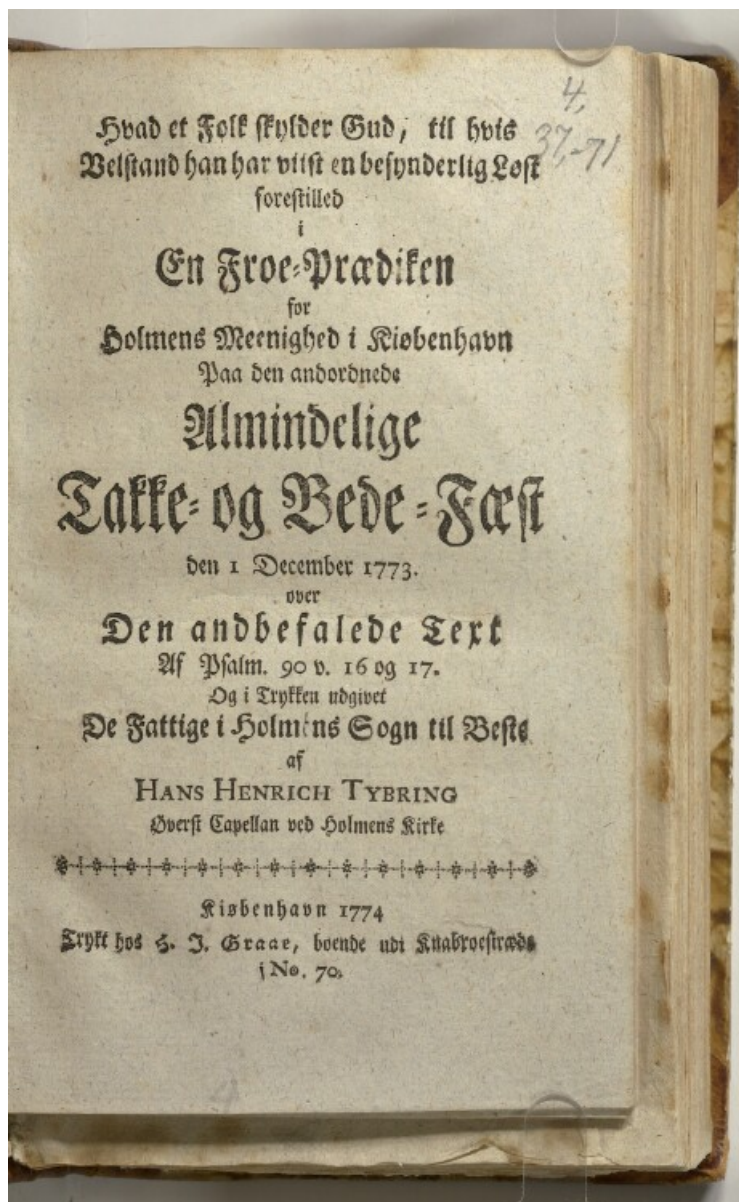 4,
37,-71
Hvad et Folk skylder Gud, til hvis
Velstand han har viist en besynderlig Løst
forestilled
i
En Froe-Prædiken
for
Holmens Meenighed i Kiøbenhavn
Paa den andordnede
Almindelige
Takke- og Bede-Fæst
den 1 December 1773.
over
Den andbefalede Text
Af Psalm. 90 v. 16 og 17.
Og i Trykken udgivet
De Fattige i Holmens Sogn til Beste
af
HANS HENRICH TYBRING
Øverst Capellan ved Holmens Kirke
Kiøbenhavn 1774
Trykt hos H. J. Graae, boende udi Knabroestræde
i No. 70.